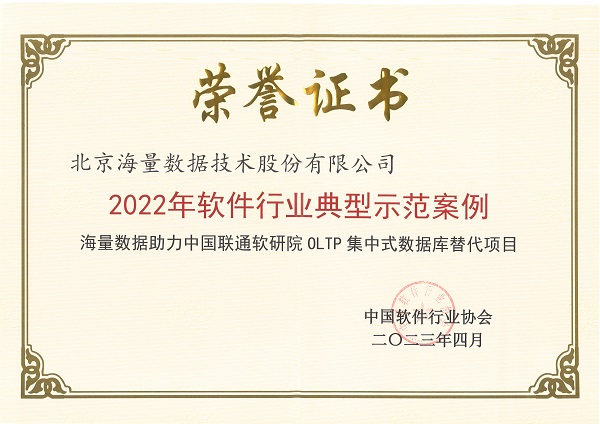 荣誉证书
北京海量数据技术股份有限公司
2022年软件行业典型示范案例
海量数据助力中国联通软研院 OLTP 集中式数据库替代项目
中国软件行业协会
二〇二三年四月